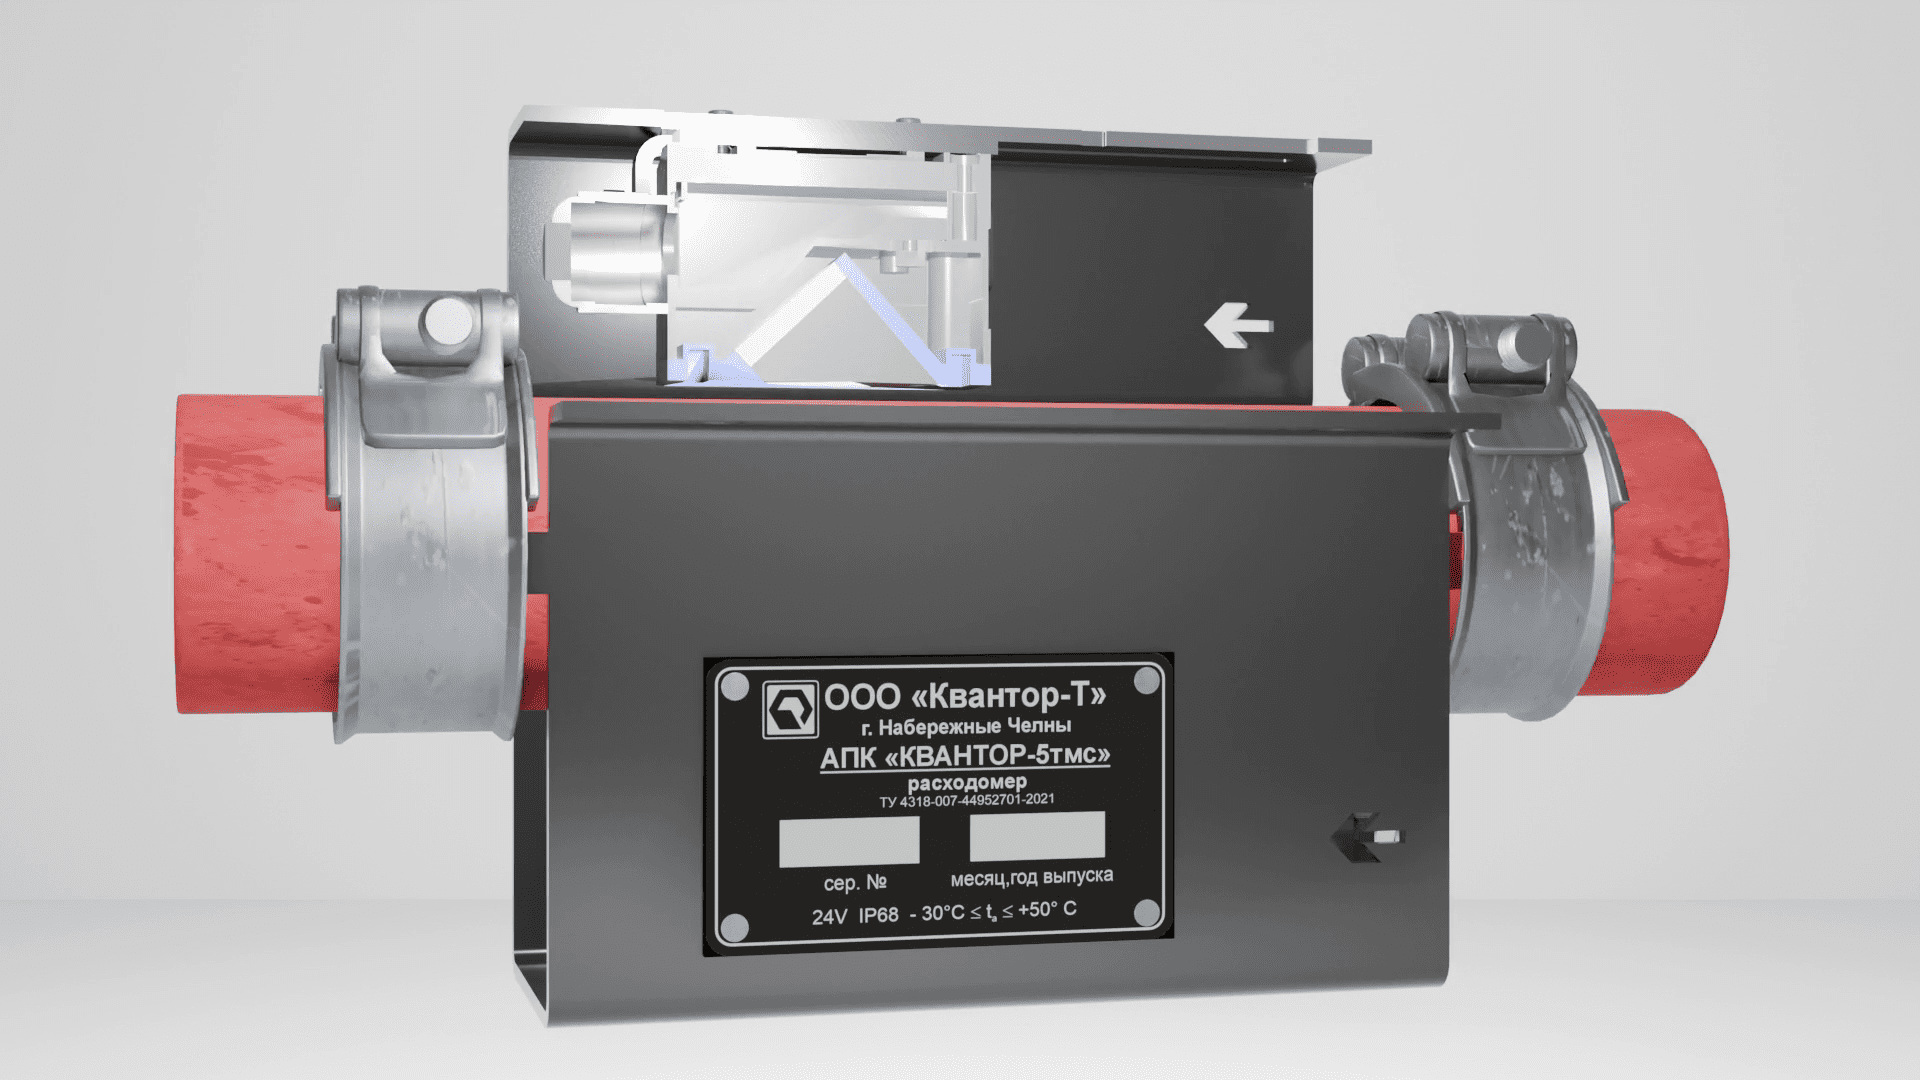 ООО «Квантор-Т»
г. Набережные Челны
АПК «КВАНТОР-5тмс»
расходомер
ТУ 4318-007-44952701-2021
сер. № месяц,год выпуска
24V IP68 - 30°C ≤ tₐ ≤ +50° C